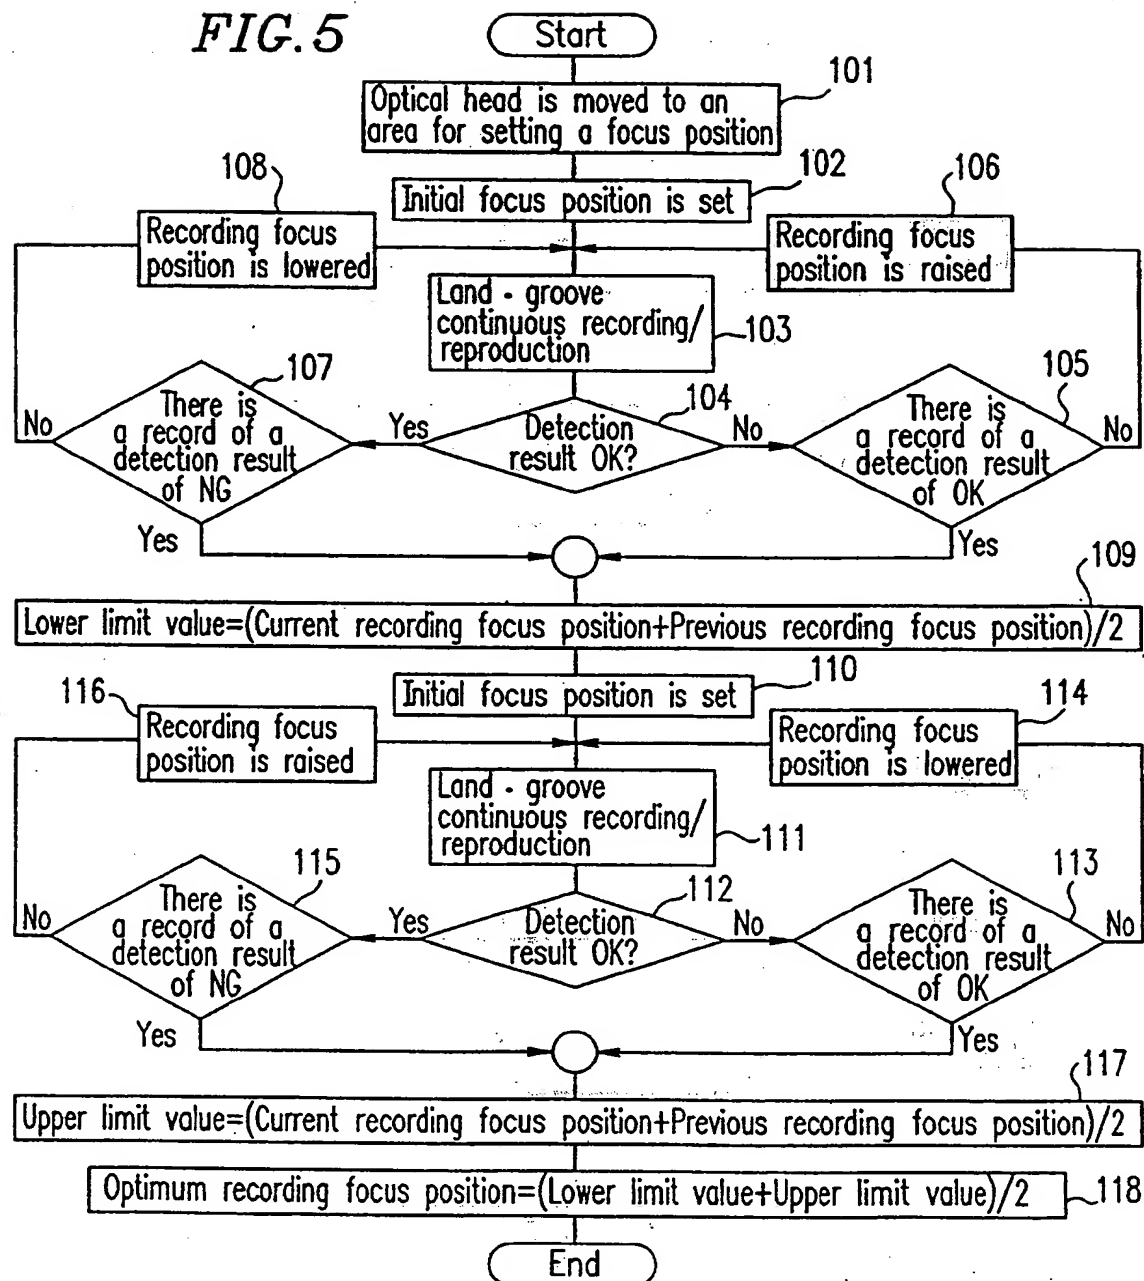 FIG. 5
Start
101
Optical head is moved to an
area for setting a focus position
102
Initial focus position is set
108
Recording focus
position is lowered
106
Recording focus
position is raised
Land - groove
continuous recording/
reproduction
103
107
There is
a record of a
detection result
of NG
No
Yes
104
Detection
result OK?
Yes
No
105
There is
a record of a
detection result
of OK
No
Yes
109
Lower limit value=(Current recording focus position+Previous recording focus position)/2
110
Initial focus position is set
116
Recording focus
position is raised
114
Recording focus
position is lowered
Land - groove
continuous recording/
reproduction
111
115
There is
a record of a
detection result
of NG
No
Yes
112
Detection
result OK?
Yes
No
113
There is
a record of a
detection result
of OK
No
Yes
117
Upper limit value=(Current recording focus position+Previous recording focus position)/2
Optimum recording focus position=(Lower limit value+Upper limit value)/2
118
End